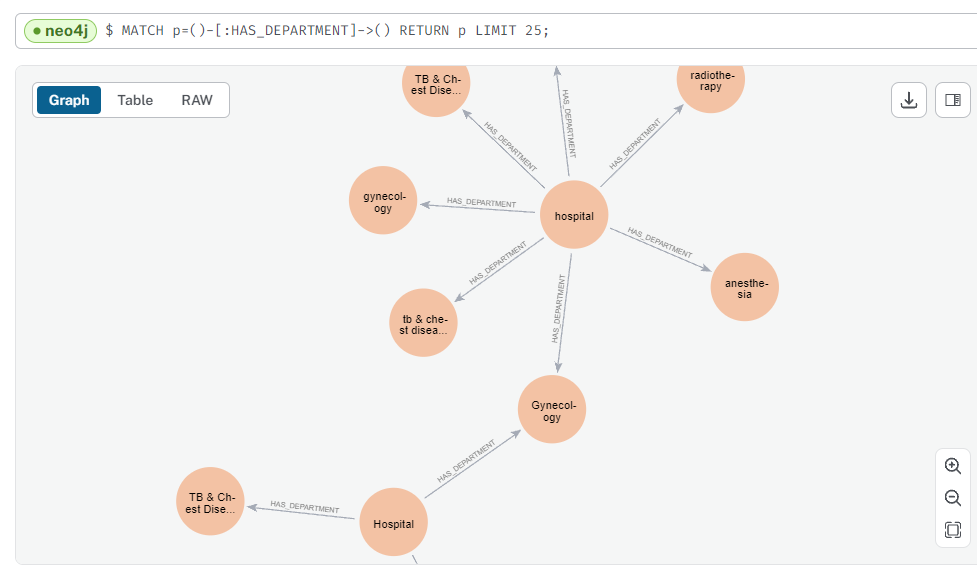 neo4j $ MATCH p=()-[:HAS_DEPARTMENT]->() RETURN p LIMIT 25;
Graph Table RAW
TB & Ch-
est Dise...
radiothe-
rapy
HAS_DEPARTMENT
HAS_DEPARTMENT
HAS_DEPARTMENT
gynecol-
ogy
HAS_DEPARTMENT
hospital
HAS_DEPARTMENT
HAS_DEPARTMENT
anesthe-
sia
tb & che-
st disea...
HAS_DEPARTMENT
Gynecol-
ogy
HAS_DEPARTMENT
TB & Ch-
est Dise...
HAS_DEPARTMENT
Hospital